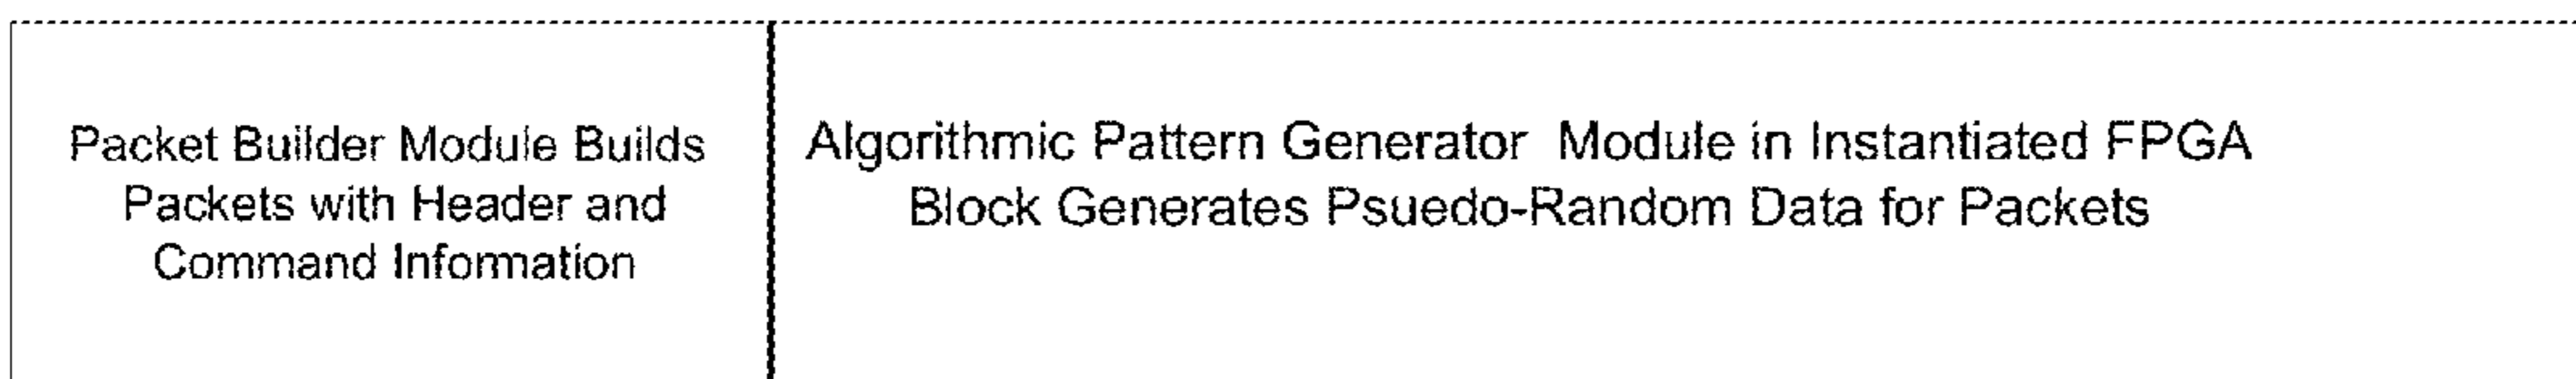 Packet Builder Module Builds
Packets with Header and
Command Information
Algorithmic Pattern Generator Module in Instantiated FPGA
Block Generates Psuedo-Random Data for Packets